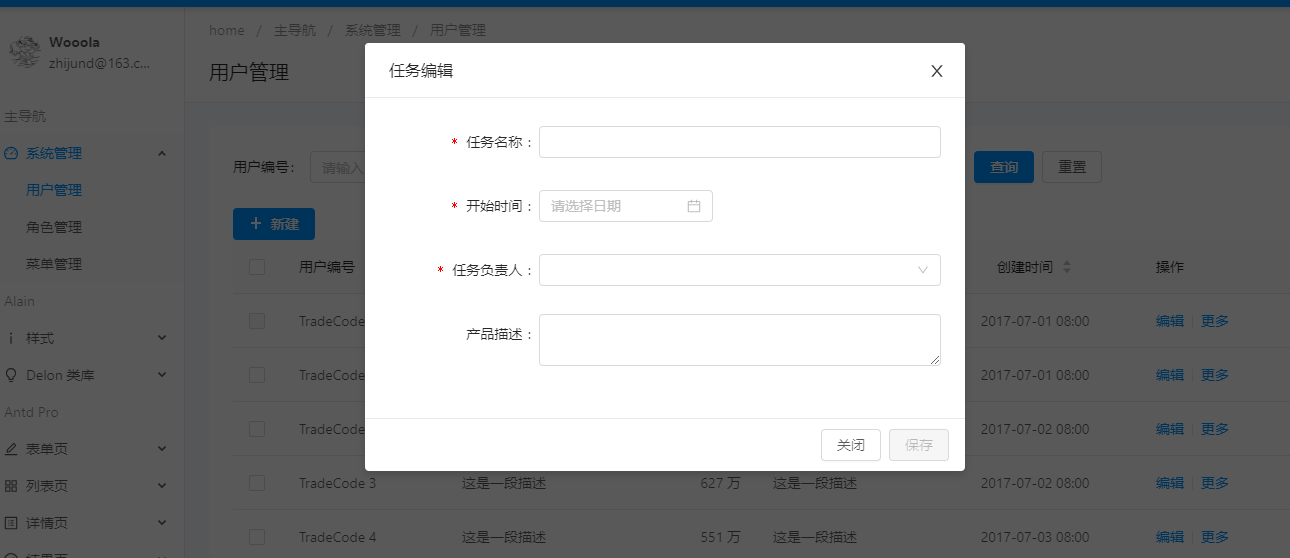 home / 主导航 / 系统管理 / 用户管理
Wooola
zhijund@163.c...
用户管理
主导航
系统管理
用户管理
角色管理
菜单管理
Alain
样式
Delon 类库
Antd Pro
表单页
列表页
详情页
用户编号: 请输入 查询 重置
+ 新建
用户编号 创建时间 操作
TradeCode 2017-07-01 08:00 编辑 更多
TradeCode 2017-07-01 08:00 编辑 更多
TradeCode 2017-07-02 08:00 编辑 更多
TradeCode 3 这是一段描述 627 万 这是一段描述 2017-07-02 08:00 编辑 更多
TradeCode 4 这是一段描述 551 万 这是一段描述 2017-07-03 08:00 编辑 更多
任务编辑
* 任务名称 :
* 开始时间 : 请选择日期
* 任务负责人 :
产品描述 :
关闭 保存